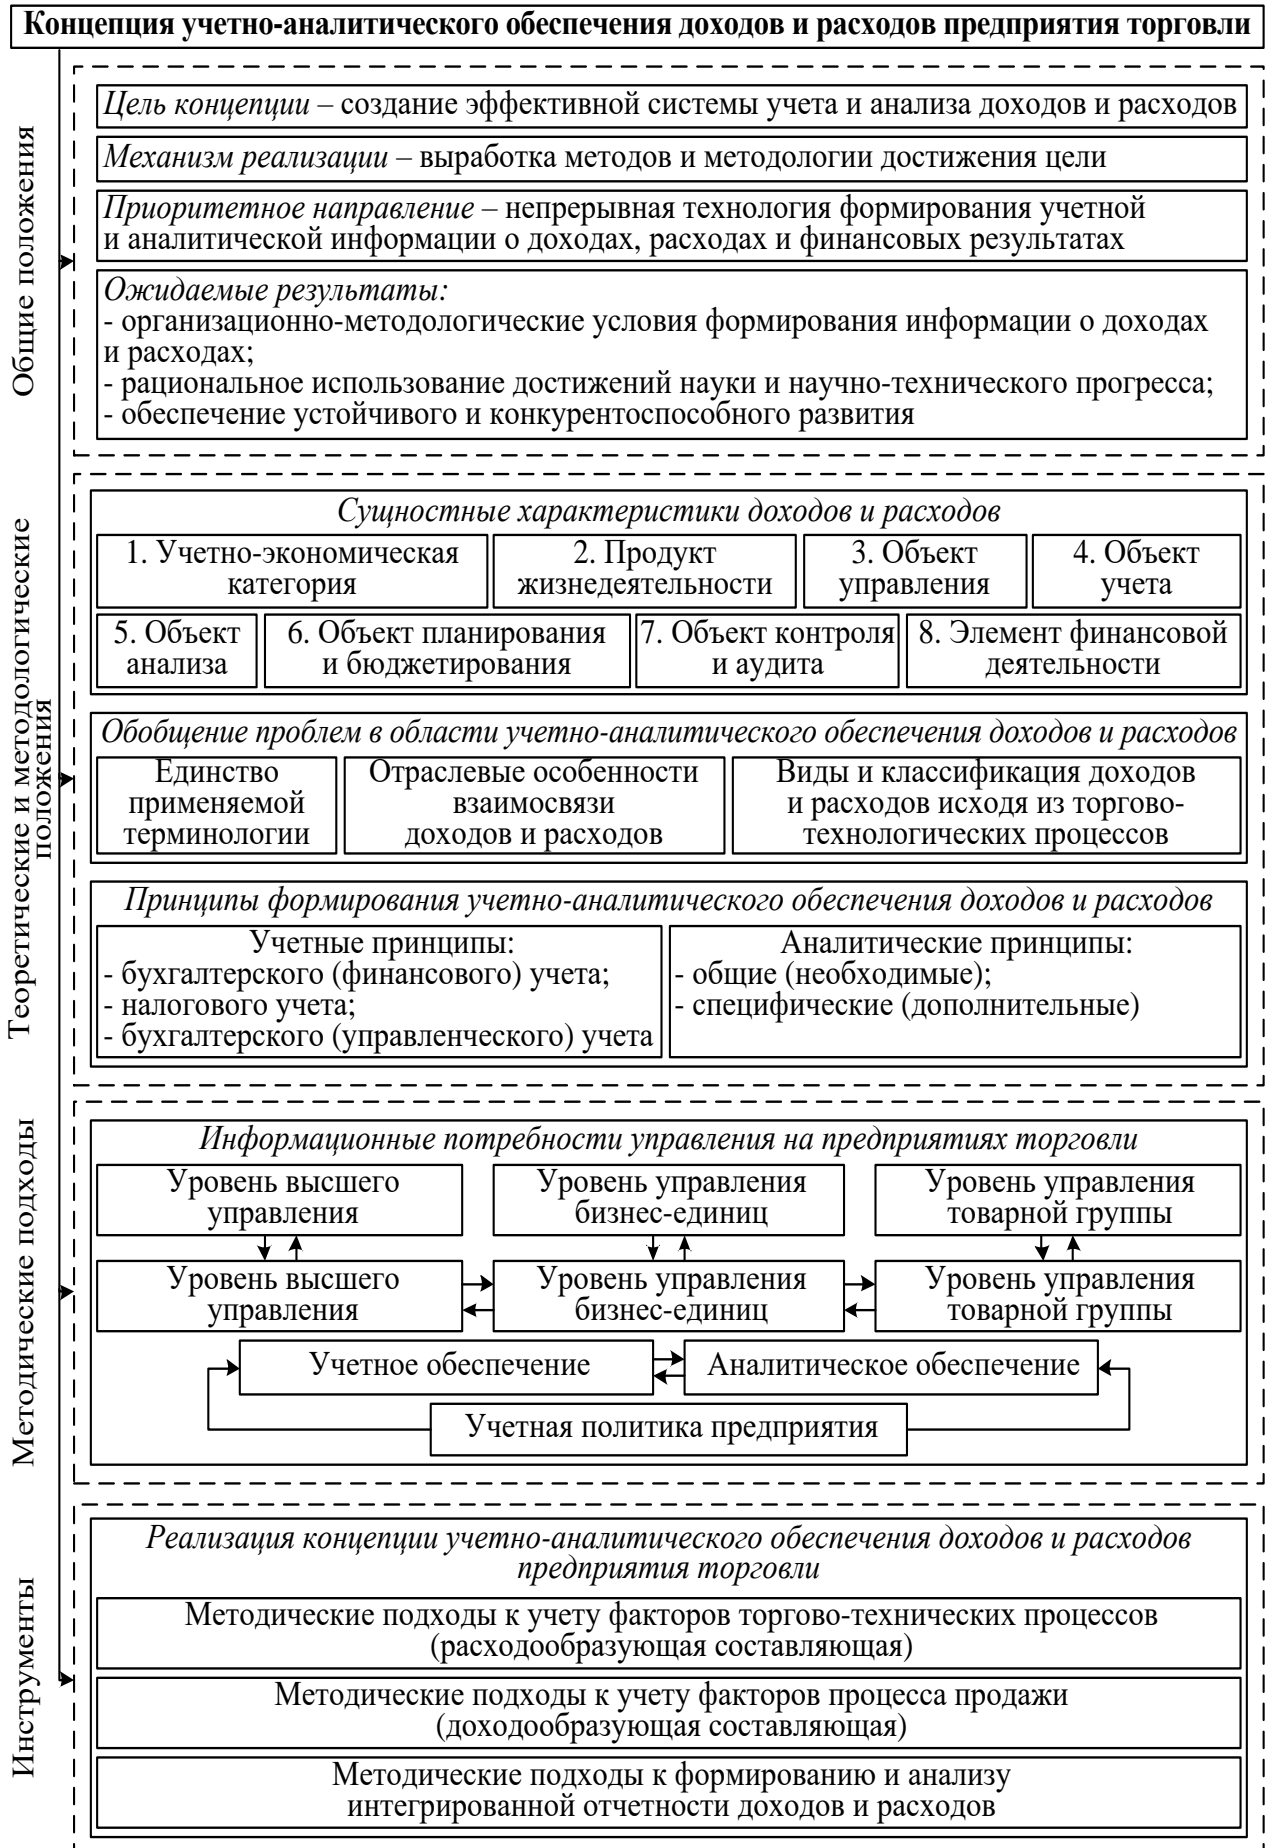 Концепция учетно-аналитического обеспечения доходов и расходов предприятия торговли
Общие положения
Цель концепции – создание эффективной системы учета и анализа доходов и расходов
Механизм реализации – выработка методов и методологии достижения цели
Приоритетное направление – непрерывная технология формирования учетной
и аналитической информации о доходах, расходах и финансовых результатах
Ожидаемые результаты:
- организационно-методологические условия формирования информации о доходах
и расходах;
- рациональное использование достижений науки и научно-технического прогресса;
- обеспечение устойчивого и конкурентоспособного развития
Теоретические и методологические
положения
Сущностные характеристики доходов и расходов
1. Учетно-экономическая
категория
2. Продукт
жизнедеятельности
3. Объект
управления
4. Объект
учета
5. Объект
анализа
6. Объект планирования
и бюджетирования
7. Объект контроля
и аудита
8. Элемент финансовой
деятельности
Обобщение проблем в области учетно-аналитического обеспечения доходов и расходов
Единство
применяемой
терминологии
Отраслевые особенности
взаимосвязи
доходов и расходов
Виды и классификация доходов
и расходов исходя из торгово-
технологических процессов
Принципы формирования учетно-аналитического обеспечения доходов и расходов
Учетные принципы:
- бухгалтерского (финансового) учета;
- налогового учета;
- бухгалтерского (управленческого) учета
Аналитические принципы:
- общие (необходимые);
- специфические (дополнительные)
Методические подходы
Информационные потребности управления на предприятиях торговли
Уровень высшего
управления
Уровень управления
бизнес-единиц
Уровень управления
товарной группы
Уровень высшего
управления
Уровень управления
бизнес-единиц
Уровень управления
товарной группы
Учетное обеспечение
Аналитическое обеспечение
Учетная политика предприятия
Инструменты
Реализация концепции учетно-аналитического обеспечения доходов и расходов
предприятия торговли
Методические подходы к учету факторов торгово-технических процессов
(расходообразующая составляющая)
Методические подходы к учету факторов процесса продажи
(доходообразующая составляющая)
Методические подходы к формированию и анализу
интегрированной отчетности доходов и расходов